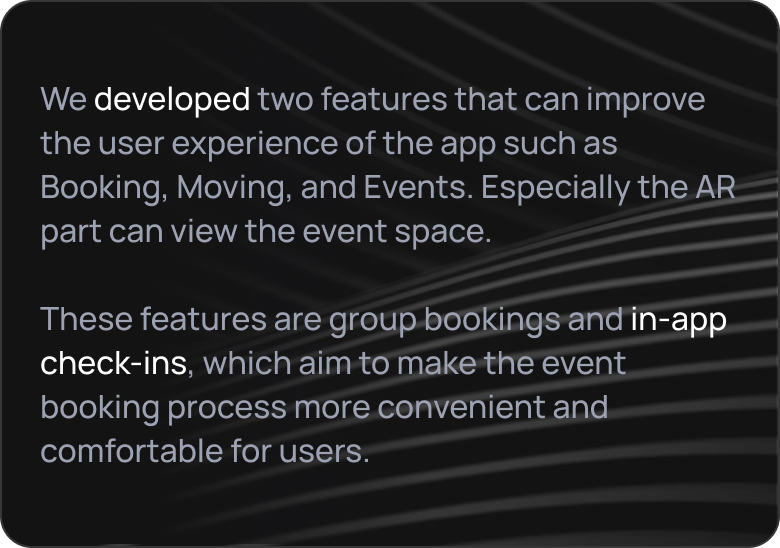 We developed two features that can improve
the user experience of the app such as
Booking, Moving, and Events. Especially the AR
part can view the event space.
These features are group bookings and in-app
check-ins, which aim to make the event
booking process more convenient and
comfortable for users.